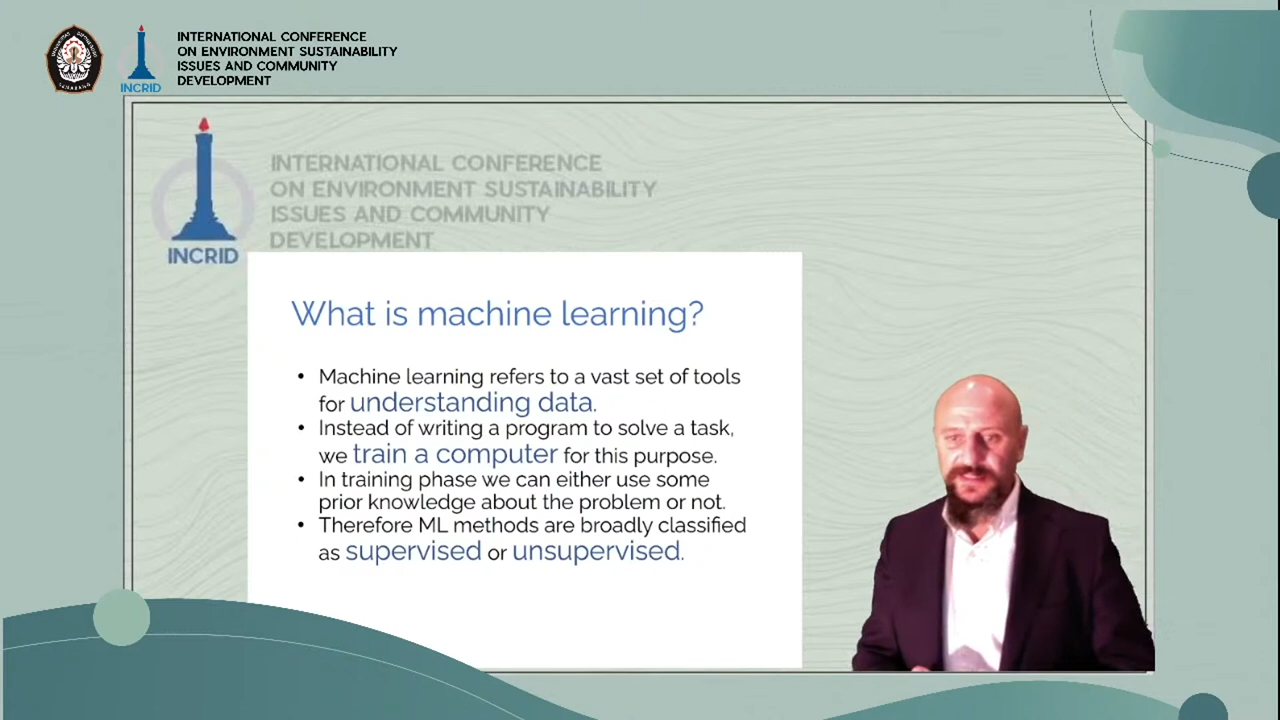 INTERNATIONAL CONFERENCE
ON ENVIRONMENT SUSTAINABILITY
ISSUES AND COMMUNITY
DEVELOPMENT
INCRID
INTERNATIONAL CONFERENCE
ON ENVIRONMENT SUSTAINABILITY
ISSUES AND COMMUNITY
DEVELOPMENT
INCRID
What is machine learning?
• Machine learning refers to a vast set of tools
for understanding data.
• Instead of writing a program to solve a task,
we train a computer for this purpose.
• In training phase we can either use some
prior knowledge about the problem or not.
• Therefore ML methods are broadly classified
as supervised or unsupervised.